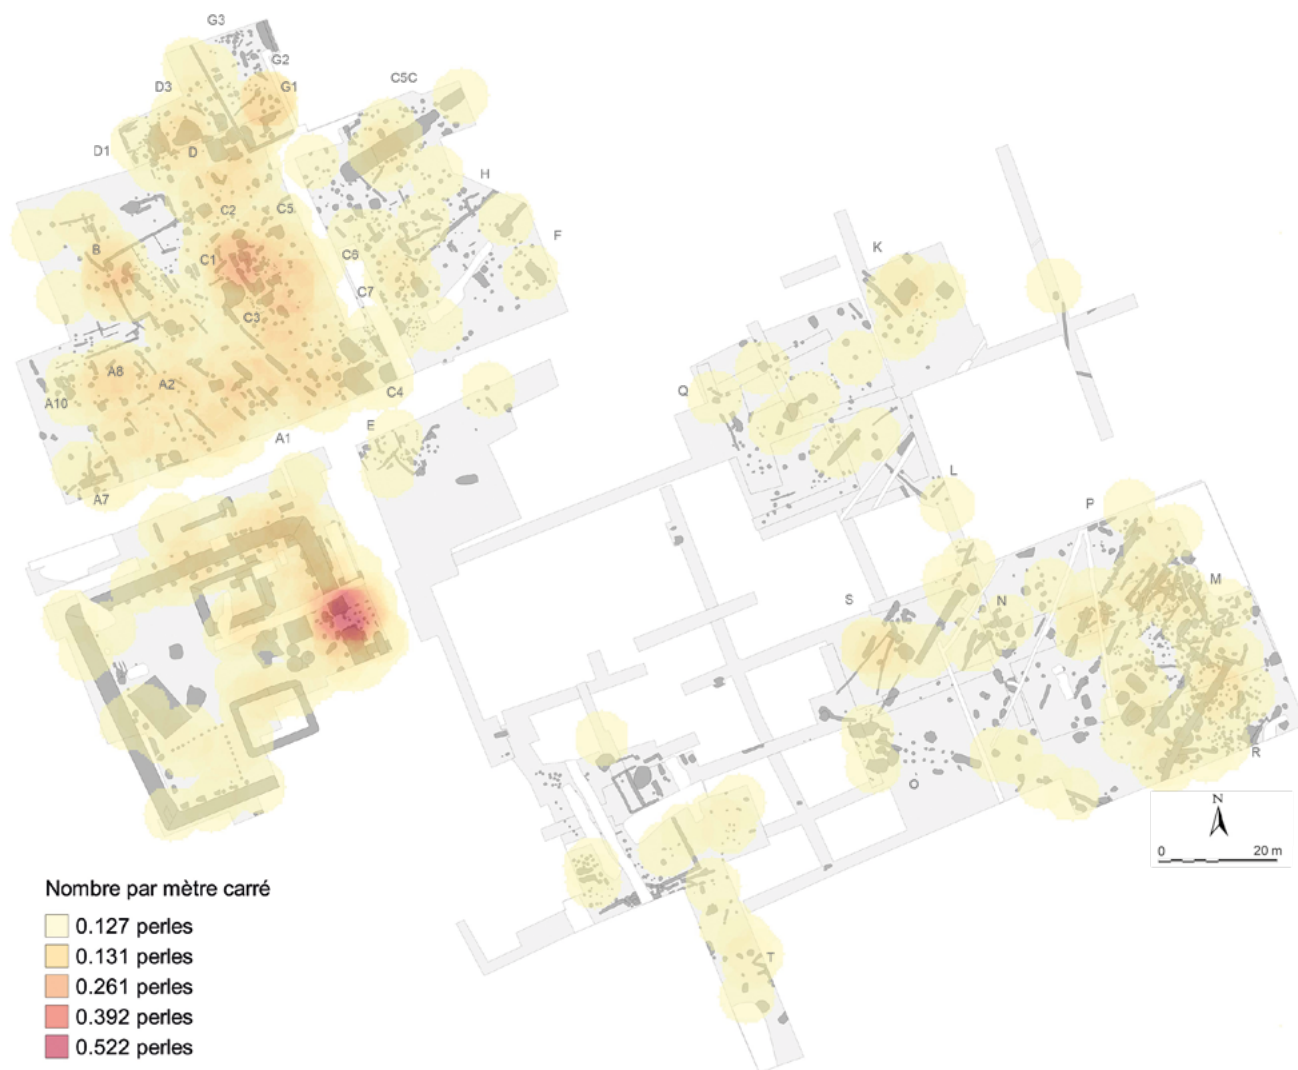 G3
G2
D3
G1
C5C
D1
D
H
C2
C5
F
B
C1
C6
K
C7
C3
A8
A2
A10
C4
Q
E
A1
L
A7
P
M
S
N
R
O
N
0 20 m
T
Nombre par mètre carré
0.127 perles
0.131 perles
0.261 perles
0.392 perles
0.522 perles